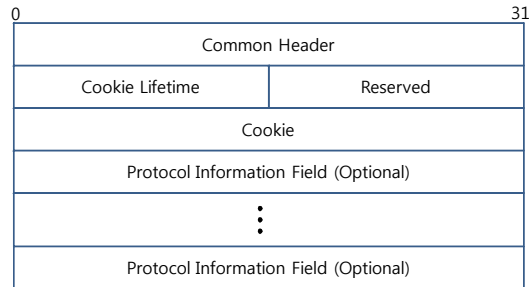 0 31
Common Header
Cookie Lifetime Reserved
Cookie
Protocol Information Field (Optional)
Protocol Information Field (Optional)